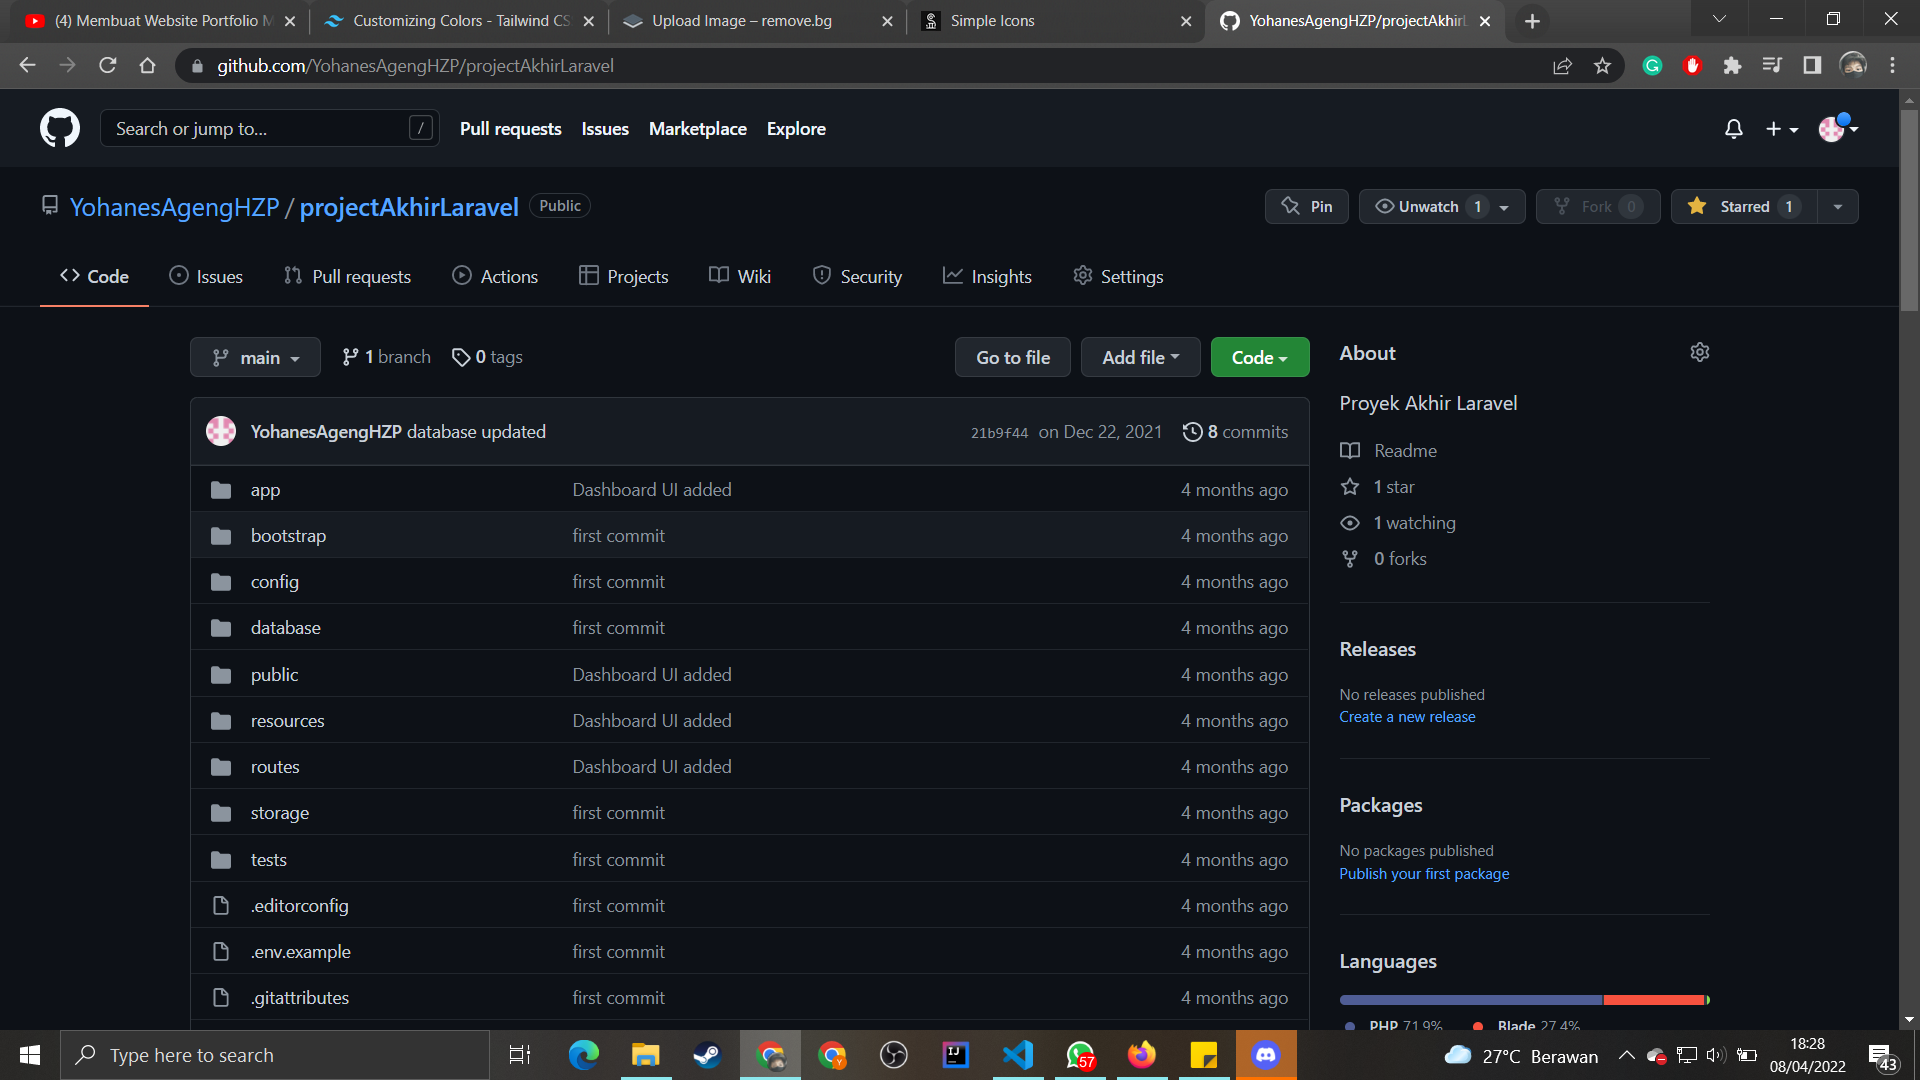 (4) Membuat Website Portfolio M
Customizing Colors - Tailwind CS
Upload Image – remove.bg
Simple Icons
YohanesAgengHZP/projectAkhirL
github.com/YohanesAgengHZP/projectAkhirLaravel
Search or jump to... /
Pull requests Issues Marketplace Explore
YohanesAgengHZP / projectAkhirLaravel Public
Pin Unwatch 1 Fork 0 Starred 1
Code Issues Pull requests Actions Projects Wiki Security Insights Settings
main 1 branch 0 tags Go to file Add file Code
YohanesAgengHZP database updated 21b9f44 on Dec 22, 2021 8 commits
app Dashboard UI added 4 months ago
bootstrap first commit 4 months ago
config first commit 4 months ago
database first commit 4 months ago
public Dashboard UI added 4 months ago
resources Dashboard UI added 4 months ago
routes Dashboard UI added 4 months ago
storage first commit 4 months ago
tests first commit 4 months ago
.editorconfig first commit 4 months ago
.env.example first commit 4 months ago
.gitattributes first commit 4 months ago
About
Proyek Akhir Laravel
Readme
1 star
1 watching
0 forks
Releases
No releases published
Create a new release
Packages
No packages published
Publish your first package
Languages
PHP 71.9% Blade 27.4%
Type here to search
IJ
57
27°C Berawan
18:28
08/04/2022
43